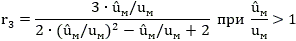 r₃ = (3 · û_м/u_м) / (2 · (û_м/u_м)² − û_м/u_м + 2) при û_м/u_м > 1